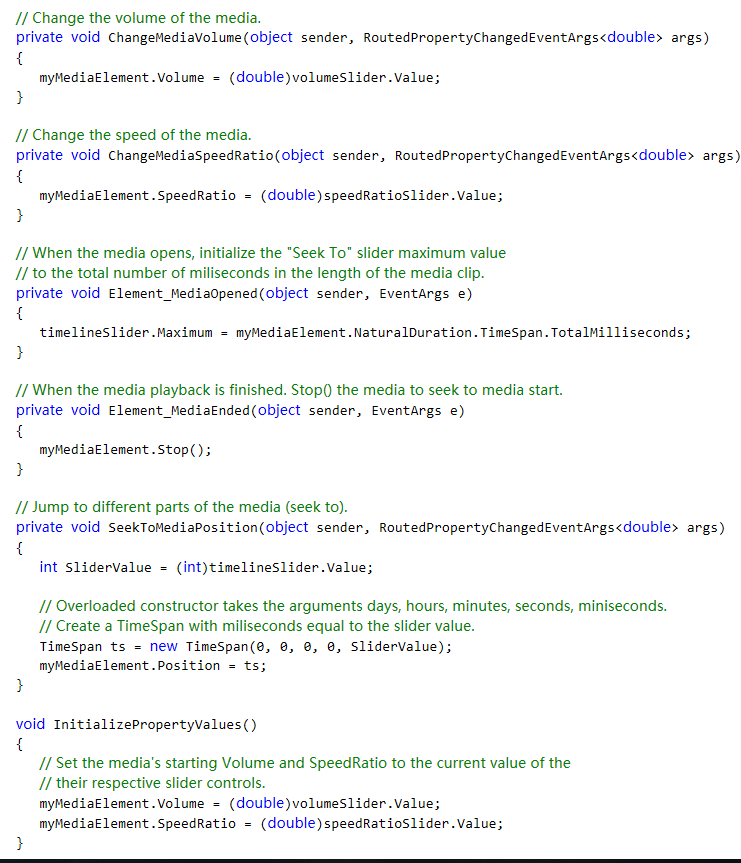 // Change the volume of the media.
private void ChangeMediaVolume(object sender, RoutedPropertyChangedEventArgs<double> args)
{
myMediaElement.Volume = (double)volumeSlider.Value;
}
// Change the speed of the media.
private void ChangeMediaSpeedRatio(object sender, RoutedPropertyChangedEventArgs<double> args)
{
myMediaElement.SpeedRatio = (double)speedRatioSlider.Value;
}
// When the media opens, initialize the "Seek To" slider maximum value
// to the total number of miliseconds in the length of the media clip.
private void Element_MediaOpened(object sender, EventArgs e)
{
timelineSlider.Maximum = myMediaElement.NaturalDuration.TimeSpan.TotalMilliseconds;
}
// When the media playback is finished. Stop() the media to seek to media start.
private void Element_MediaEnded(object sender, EventArgs e)
{
myMediaElement.Stop();
}
// Jump to different parts of the media (seek to).
private void SeekToMediaPosition(object sender, RoutedPropertyChangedEventArgs<double> args)
{
int SliderValue = (int)timelineSlider.Value;
// Overloaded constructor takes the arguments days, hours, minutes, seconds, miniseconds.
// Create a TimeSpan with miliseconds equal to the slider value.
TimeSpan ts = new TimeSpan(0, 0, 0, 0, SliderValue);
myMediaElement.Position = ts;
}
void InitializePropertyValues()
{
// Set the media's starting Volume and SpeedRatio to the current value of the
// their respective slider controls.
myMediaElement.Volume = (double)volumeSlider.Value;
myMediaElement.SpeedRatio = (double)speedRatioSlider.Value;
}